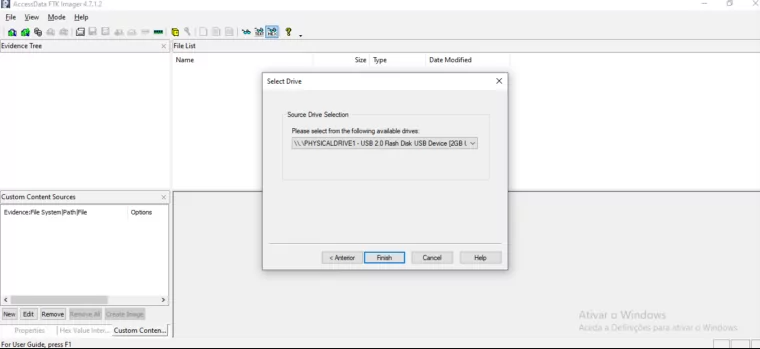 AccessData FTK Imager 4.7.1.2
File View Mode Help
Evidence Tree
File List
Name Size Type Date Modified
Select Drive
Source Drive Selection
Please select from the following available drives:
\\.\PHYSICALDRIVE1 - USB 2.0 Flash Disk USB Device [2GB
< Anterior Finish Cancel Help
Custom Content Sources
Evidence:File System|Path|File Options
New Edit Remove Remove All Create Image
Properties Hex Value Inter... Custom Conten...
Ativar o Windows
Aceda a Definições para ativar o Windows.
For User Guide, press F1